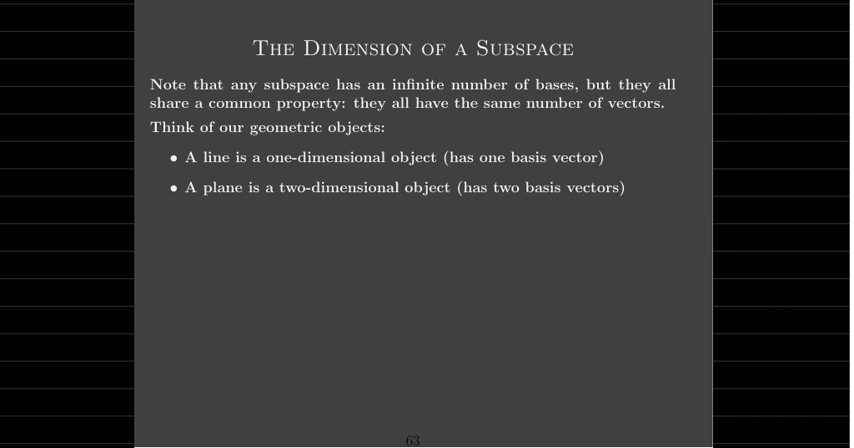 The Dimension of a Subspace
Note that any subspace has an infinite number of bases, but they all
share a common property: they all have the same number of vectors.
Think of our geometric objects:
• A line is a one-dimensional object (has one basis vector)
• A plane is a two-dimensional object (has two basis vectors)
63